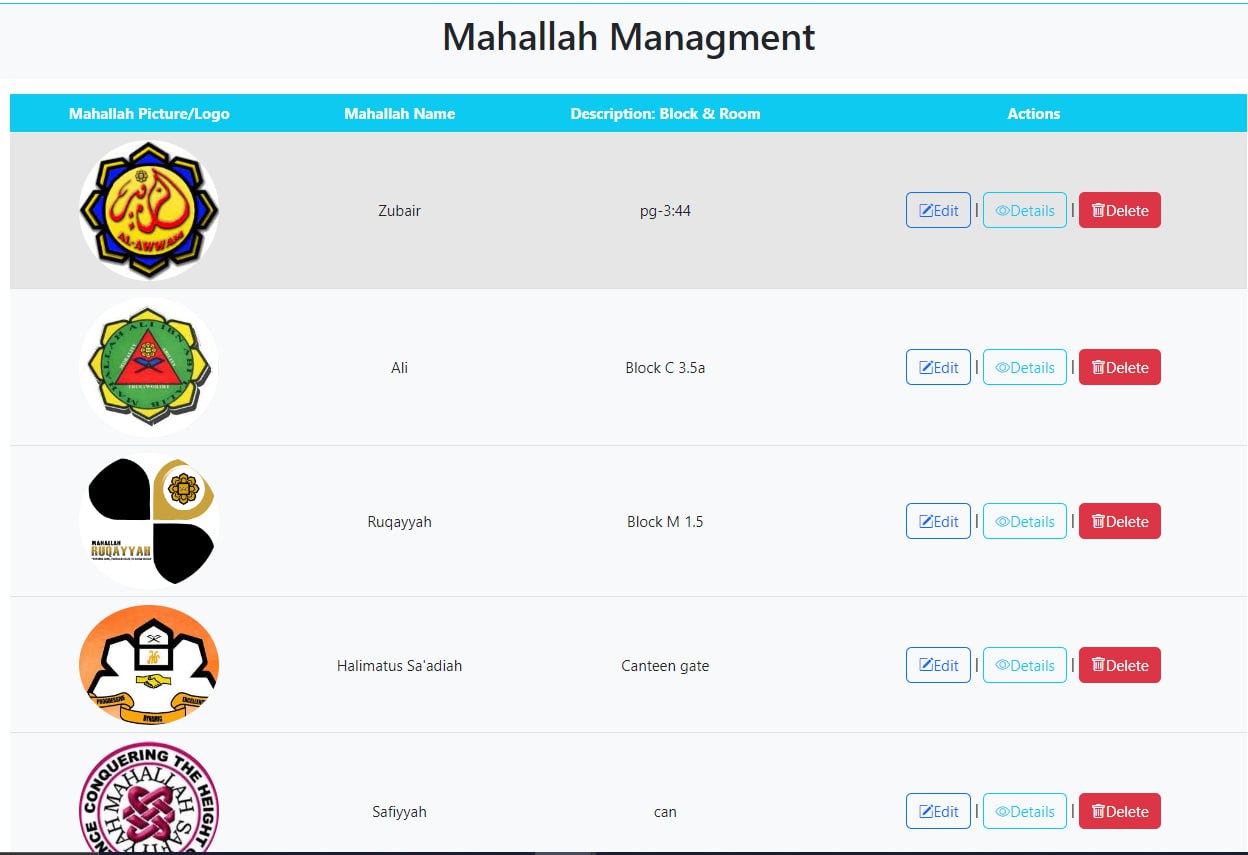 Mahallah Managment
Mahallah Picture/Logo Mahallah Name Description: Block & Room Actions
AL-AWWAM
Zubair pg-3:44 Edit | Details | Delete
MAHALLAH ALI IBN ABI
TRUSTWORTHY
Ali Block C 3.5a Edit | Details | Delete
MAHALLAH
RUQAYYAH
Ruqayyah Block M 1.5 Edit | Details | Delete
PROGRESSIVE DYNAMIC EXCELLENT
Halimatus Sa'adiah Canteen gate Edit | Details | Delete
CONQUERING THE HEIGHT
MAHALLAH
Safiyyah can Edit | Details | Delete